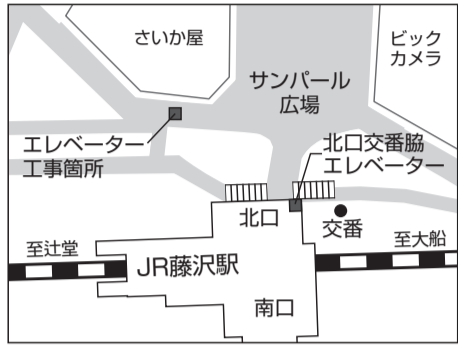 さいか屋
ビック
カメラ
サンパール
広場
エレベーター
工事箇所
北口交番脇
エレベーター
北口
交番
至辻堂
至大船
JR藤沢駅
南口